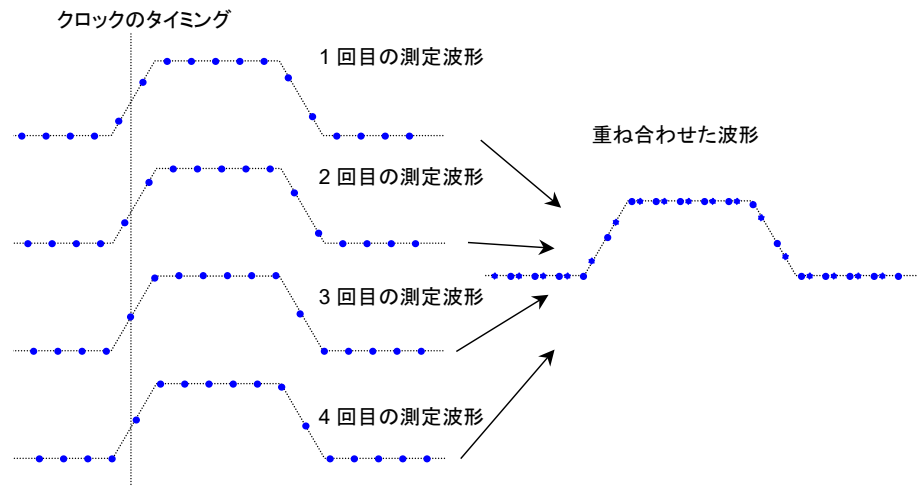 クロックのタイミング
1 回目の測定波形
重ね合わせた波形
2 回目の測定波形
3 回目の測定波形
4 回目の測定波形